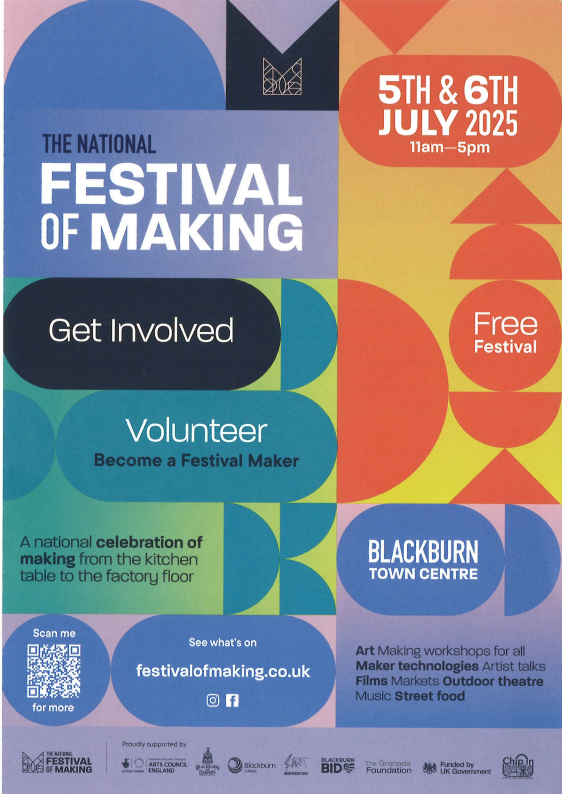 5TH & 6TH
JULY 2025
11am—5pm
THE NATIONAL
FESTIVAL
OF MAKING
Get Involved
Free
Festival
Volunteer
Become a Festival Maker
A national celebration of
making from the kitchen
table to the factory floor
BLACKBURN
TOWN CENTRE
Scan me
for more
See what's on
festivalofmaking.co.uk
Art Making workshops for all
Maker technologies Artist talks
Films Markets Outdoor theatre
Music Street food
THE NATIONAL
FESTIVAL
OF MAKING
Proudly supported by
ARTS COUNCIL
ENGLAND
Blackburn
College
BLACKBURN
BID
The Granada
Foundation
Funded by
UK Government